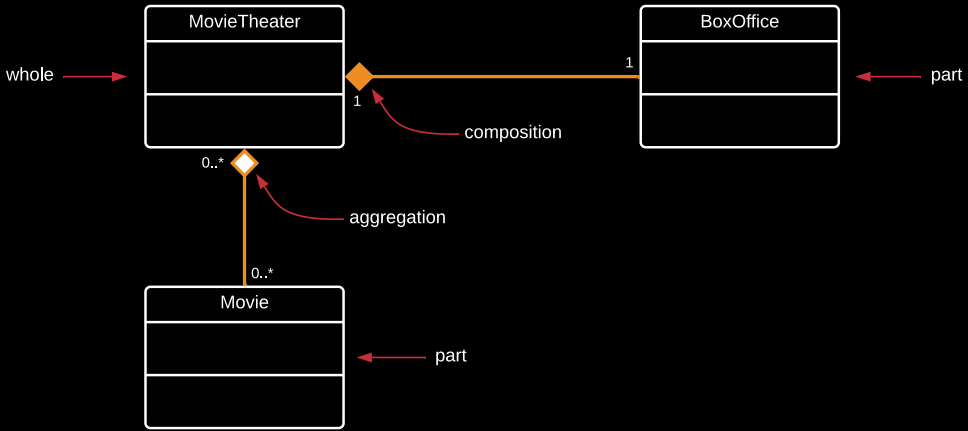 MovieTheater
BoxOffice
whole
1
part
1
composition
0..*
aggregation
0..*
Movie
part